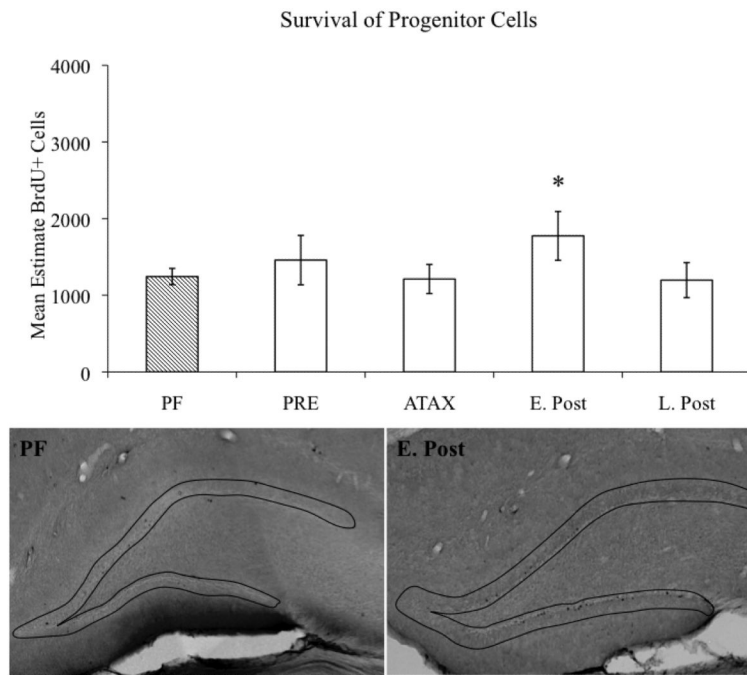 Survival of Progenitor Cells
Mean Estimate BrdU+ Cells
4000
3000
2000
1000
0
*
PF
PRE
ATAX
E. Post
L. Post
PF
E. Post